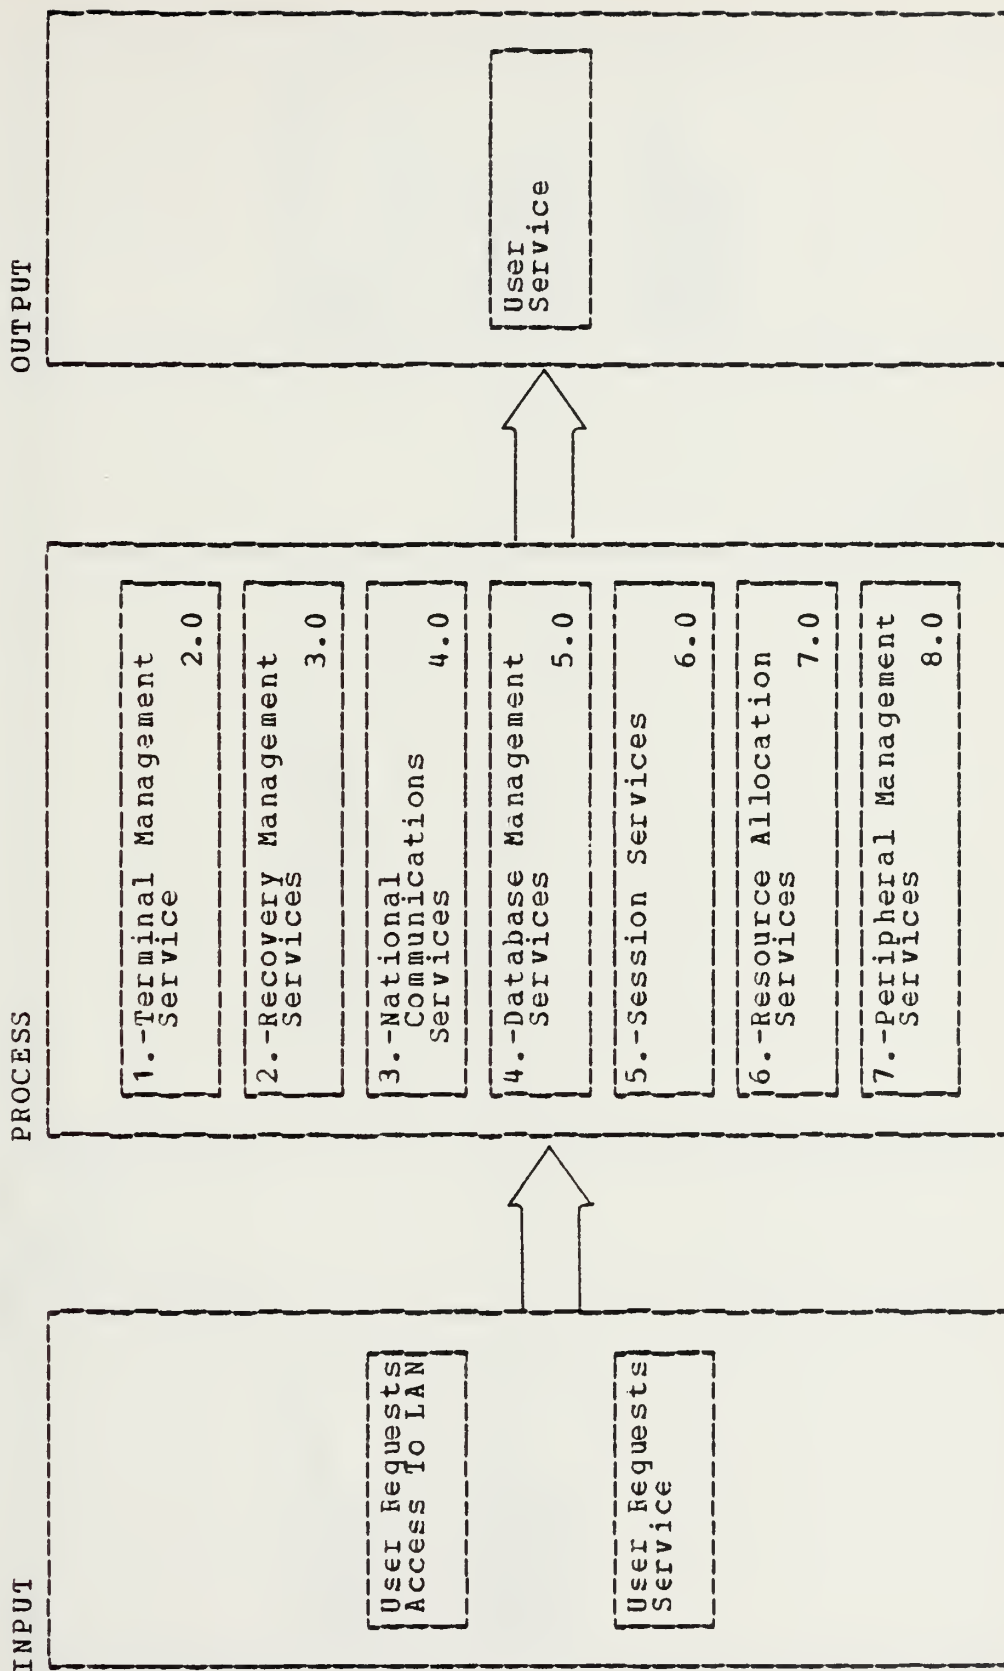 INPUT
User Requests
Access To LAN
User Requests
Service
PROCESS
1.-Terminal Management
Service
2.0
2.-Recovery Management
Services
3.0
3.-National
Communications
Services
4.0
4.-Database Management
Services
5.0
5.-Session Services
6.0
6.-Resource Allocation
Services
7.0
7.-Peripheral Management
Services
8.0
OUTPUT
User
Service